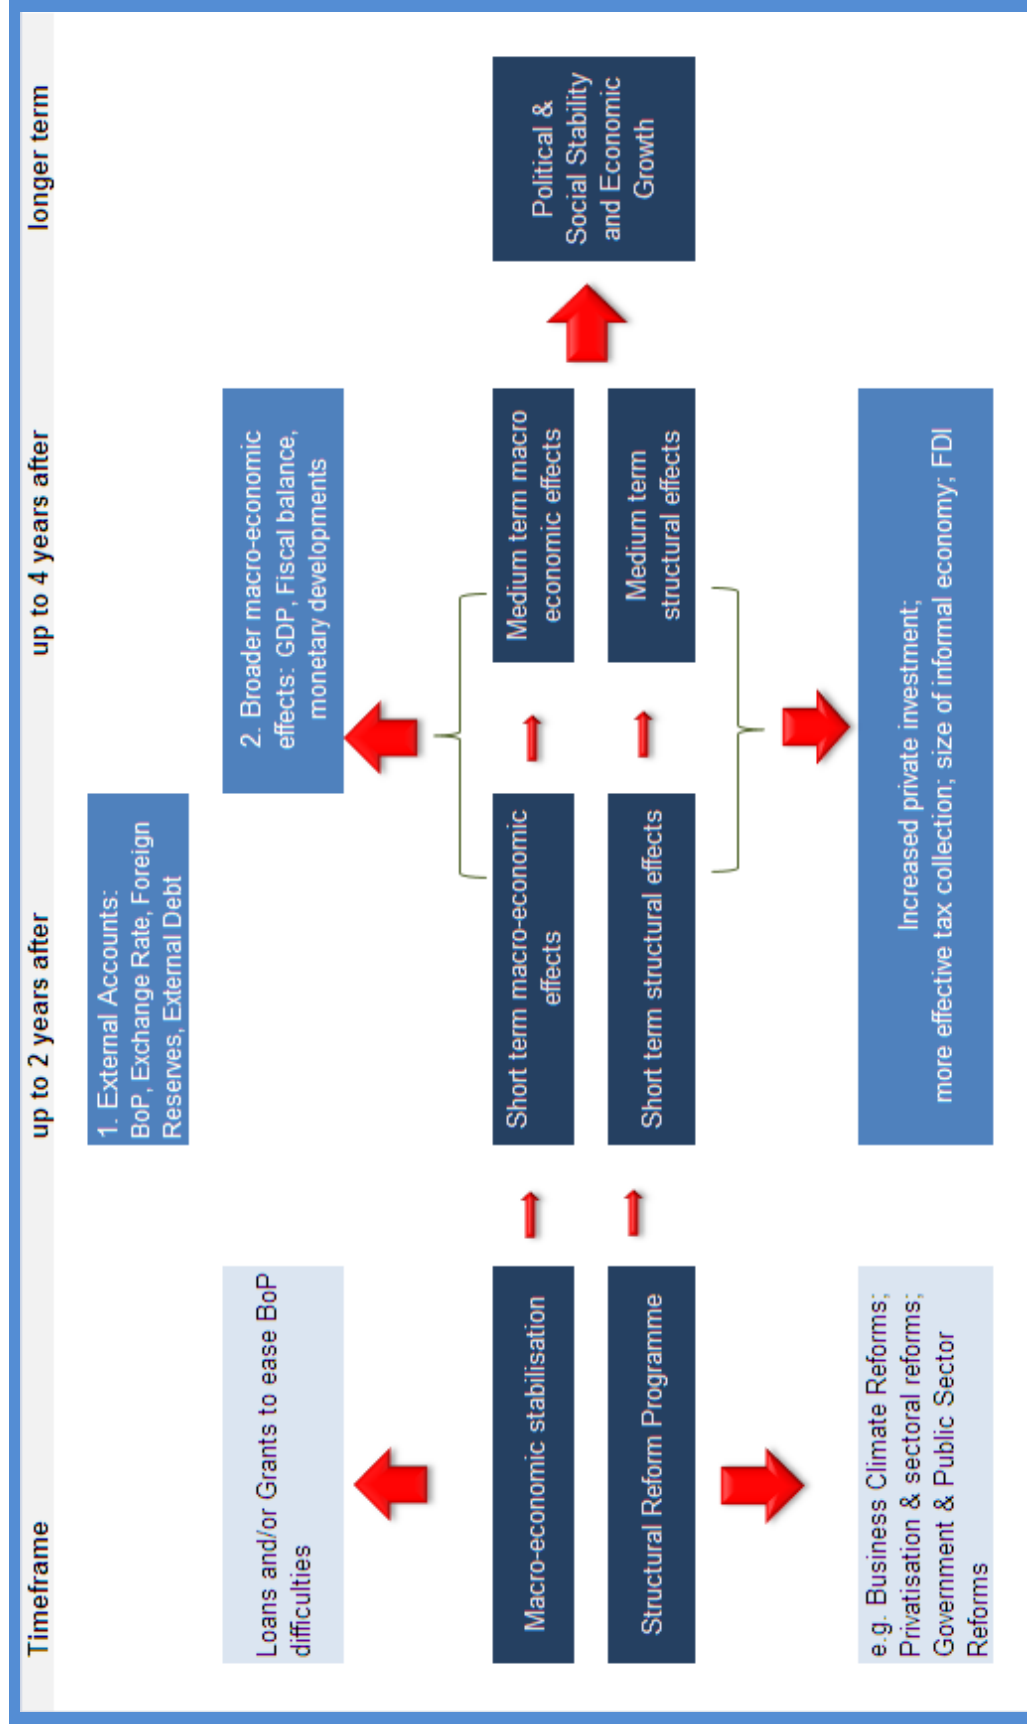 Timeframe
up to 2 years after
up to 4 years after
longer term
1. External Accounts:
BoP, Exchange Rate, Foreign
Reserves, External Debt
Loans and/or Grants to ease BoP
difficulties
2. Broader macro-economic
effects: GDP, Fiscal balance,
monetary developments
Macro-economic stabilisation
Short term macro-economic
effects
Medium term macro
economic effects
Political &
Social Stability
and Economic
Growth
Structural Reform Programme
Short term structural effects
Medium term
structural effects
e.g. Business Climate Reforms;
Privatisation & sectoral reforms;
Government & Public Sector
Reforms
Increased private investment;
more effective tax collection; size of informal economy; FDI